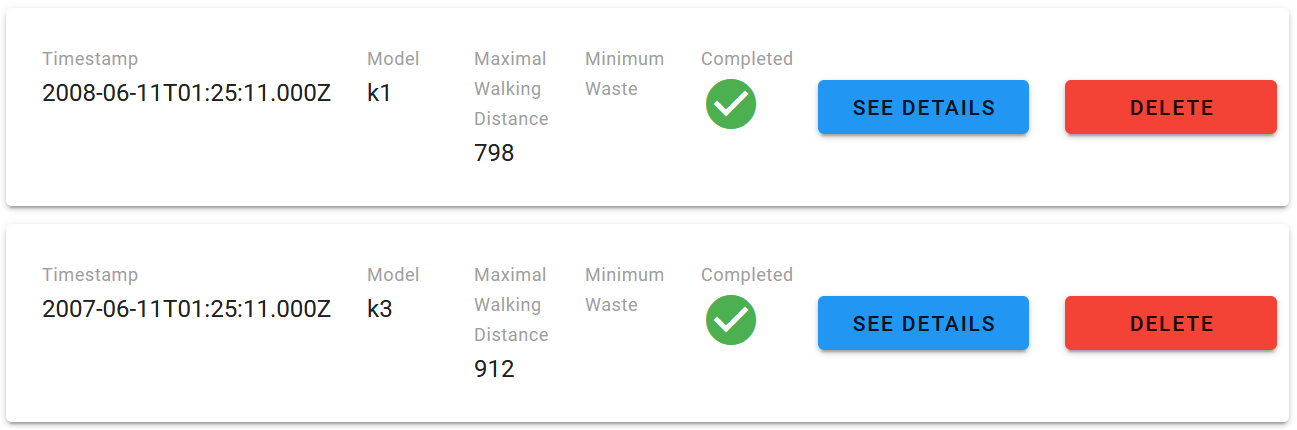 Timestamp
2008-06-11T01:25:11.000Z
Model
k1
Maximal
Walking
Distance
798
Minimum
Waste
Completed
SEE DETAILS
DELETE
Timestamp
2007-06-11T01:25:11.000Z
Model
k3
Maximal
Walking
Distance
912
Minimum
Waste
Completed
SEE DETAILS
DELETE